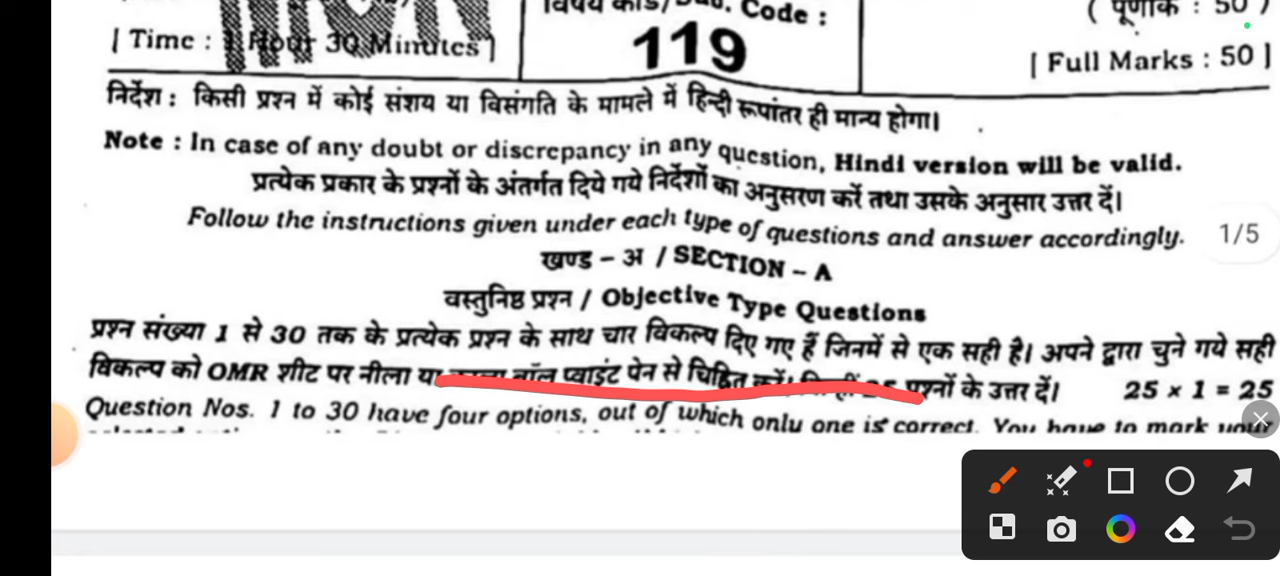 विषय कोड/Sub. Code :
( पूर्णांक : 50 )
[ Time : 1 Hour 30 Minutes ]
119
[ Full Marks : 50 ]
निर्देश : किसी प्रश्न में कोई संशय या विसंगति के मामले में हिन्दी रूपांतर ही मान्य होगा।
Note : In case of any doubt or discrepancy in any question, Hindi version will be valid.
प्रत्येक प्रकार के प्रश्नों के अंतर्गत दिये गये निर्देशों का अनुसरण करें तथा उसके अनुसार उत्तर दें।
Follow the instructions given under each type of questions and answer accordingly.
1/5
खण्ड - अ / SECTION - A
वस्तुनिष्ठ प्रश्न / Objective Type Questions
प्रश्न संख्या 1 से 30 तक के प्रत्येक प्रश्न के साथ चार विकल्प दिए गए हैं जिनमें से एक सही है। अपने द्वारा चुने गये सही
विकल्प को OMR शीट पर नीला या बॉल प्वाइंट पेन से चिह्नित करें। प्रश्नों के उत्तर दें। 25 x 1 = 25
Question Nos. 1 to 30 have four options, out of which only one is correct. You have to mark your